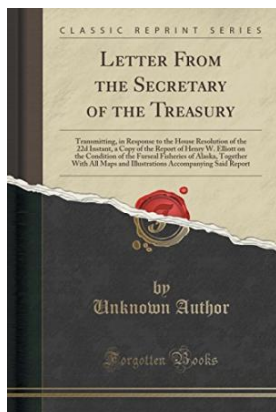 CLASSIC REPRINT SERIES
LETTER FROM
THE SECRETARY
OF THE TREASURY
Transmitting, in Response to the House Resolution of the
22d Instant, a Copy of the Report of Henry W. Elliott on
the Condition of the Furseal Fisheries of Alaska, Together
With All Maps and Illustrations Accompanying Said Report
by
Unknown Author
Forgotten Books